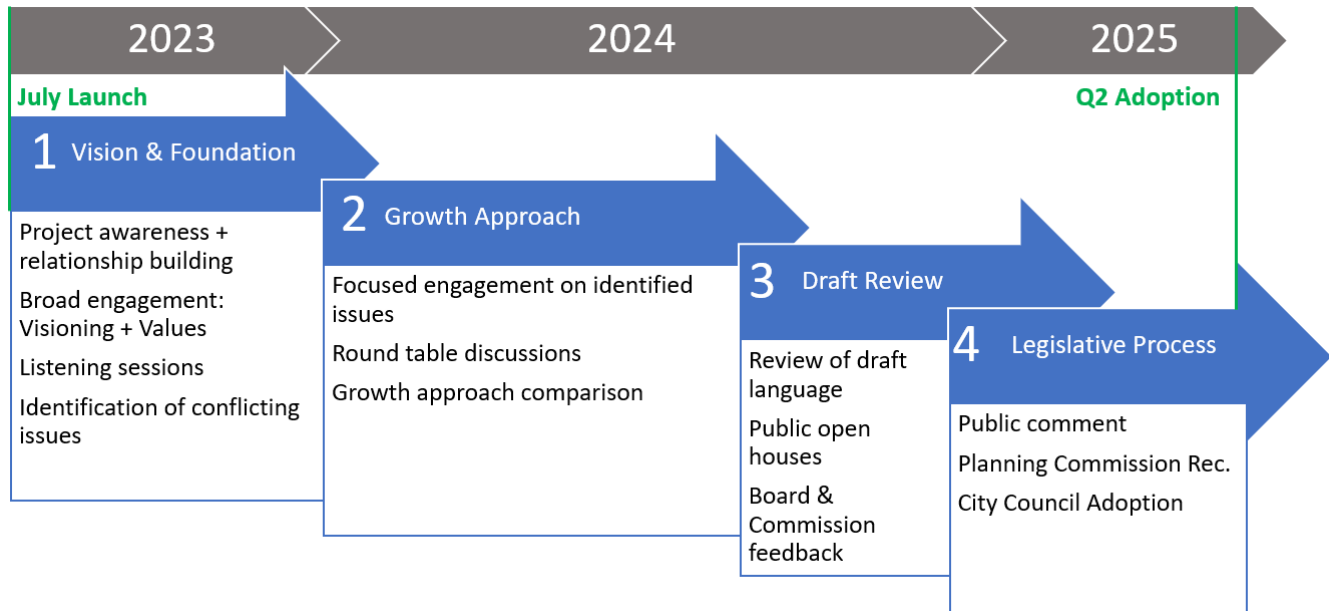 2023
2024
2025
July Launch
Q2 Adoption
1 Vision & Foundation
Project awareness +
relationship building
Broad engagement:
Visioning + Values
Listening sessions
Identification of conflicting
issues
2 Growth Approach
Focused engagement on identified
issues
Round table discussions
Growth approach comparison
3 Draft Review
Review of draft
language
Public open
houses
Board &
Commission
feedback
4 Legislative Process
Public comment
Planning Commission Rec.
City Council Adoption